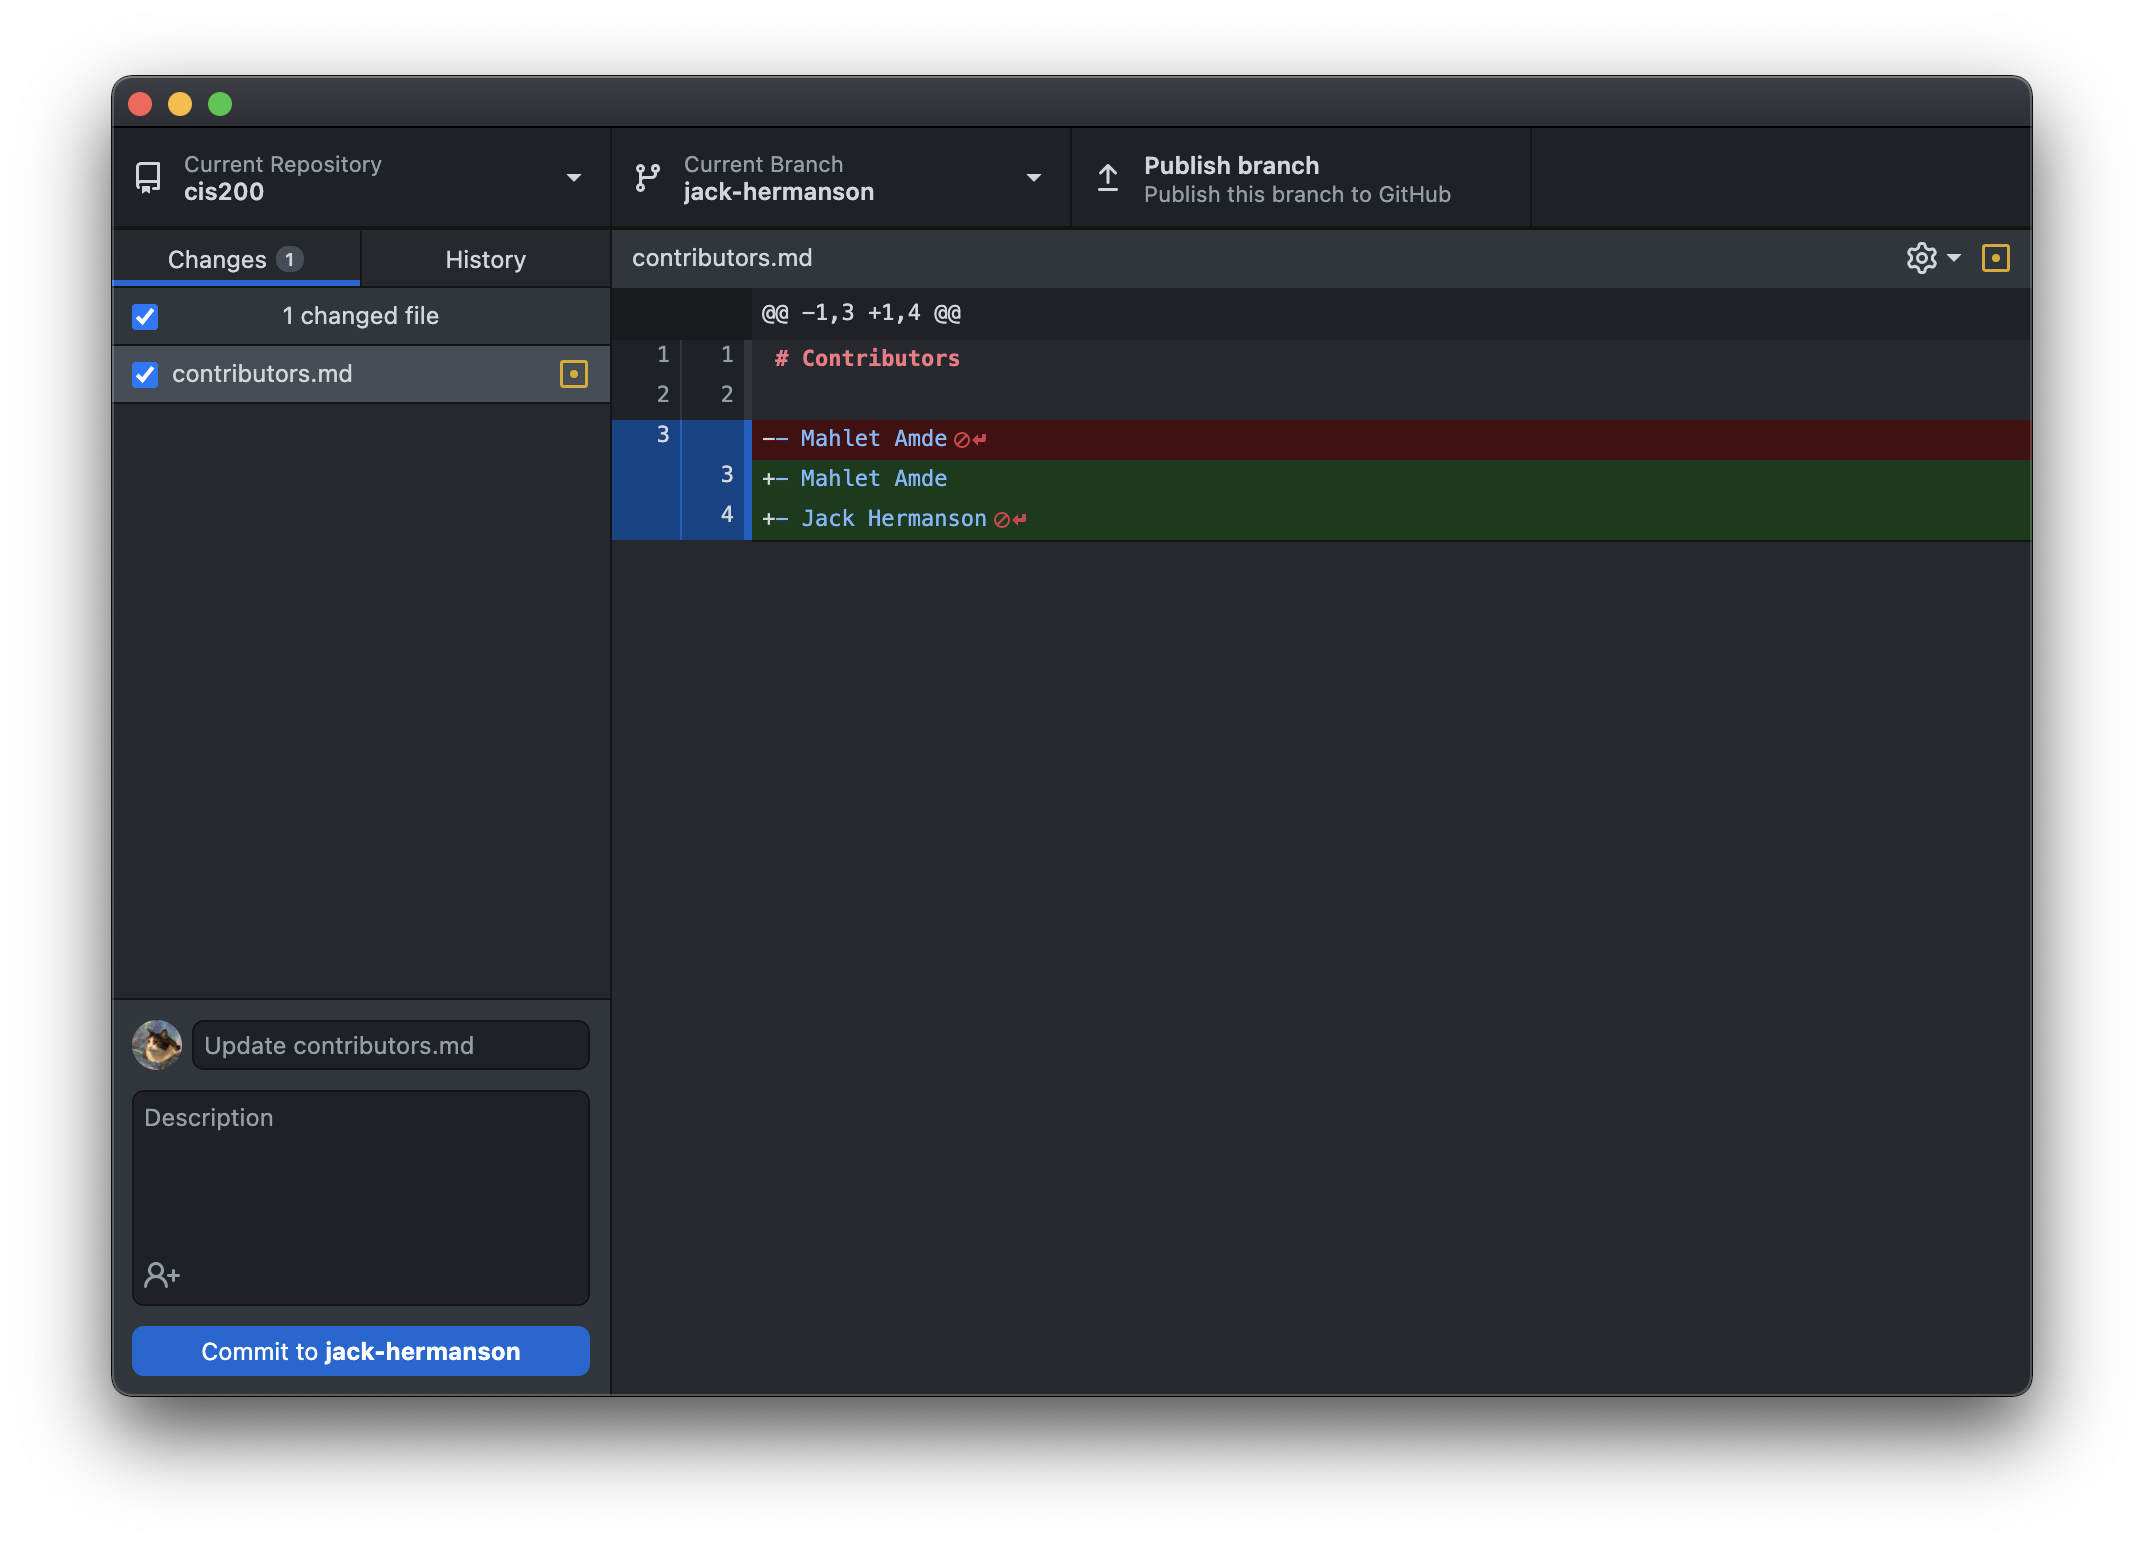 Current Repository
cis200
Current Branch
jack-hermanson
Publish branch
Publish this branch to GitHub
Changes 1
History
1 changed file
contributors.md
contributors.md
@@ -1,3 +1,4 @@
1 1 # Contributors
2 2
3 -- Mahlet Amde
3 +- Mahlet Amde
4 +- Jack Hermanson
Update contributors.md
Description
Commit to jack-hermanson